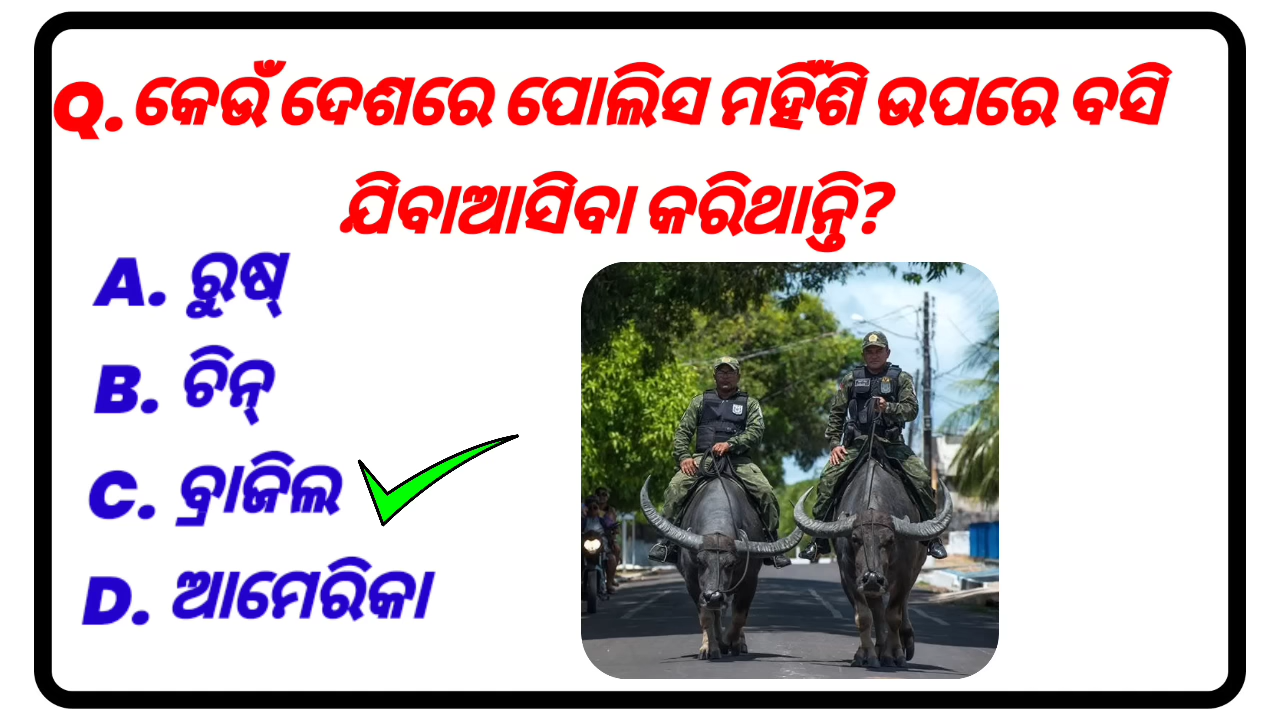 Q. କେଉଁ ଦେଶରେ ପୋଲିସ ମହିଁଶି ଉପରେ ବସି
ଯିବାଆସିବା କରିଥାନ୍ତି?
A. ରୁଷ୍
B. ଚିନ୍
C. ବ୍ରାଜିଲ
D. ଆମେରିକା